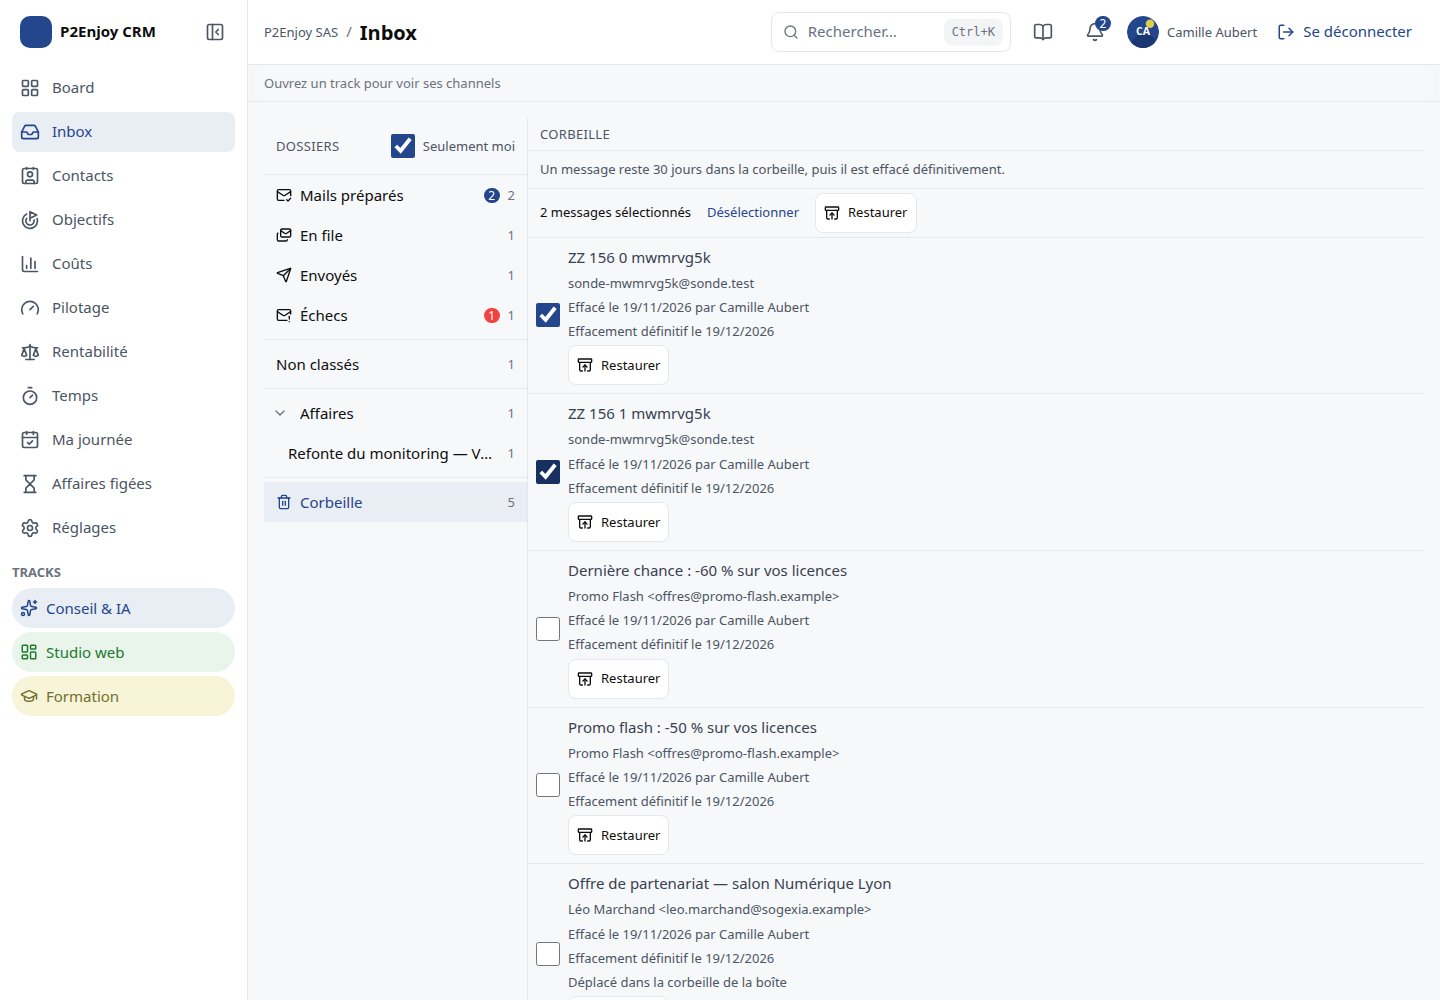 P2Enjoy CRM
Board
Inbox
Contacts
Objectifs
Coûts
Pilotage
Rentabilité
Temps
Ma journée
Affaires figées
Réglages
TRACKS
Conseil & IA
Studio web
Formation
P2Enjoy SAS / Inbox
Rechercher... Ctrl+K
2
CA Camille Aubert
Se déconnecter
Ouvrez un track pour voir ses channels
DOSSIERS Seulement moi
Mails préparés 2 2
En file 1
Envoyés 1
Échecs 1 1
Non classés 1
Affaires 1
Refonte du monitoring — V... 1
Corbeille 5
CORBEILLE
Un message reste 30 jours dans la corbeille, puis il est effacé définitivement.
2 messages sélectionnés Désélectionner Restaurer
ZZ 156 0 mwmrvg5k
sonde-mwmrvg5k@sonde.test
Effacé le 19/11/2026 par Camille Aubert
Effacement définitif le 19/12/2026
Restaurer
ZZ 156 1 mwmrvg5k
sonde-mwmrvg5k@sonde.test
Effacé le 19/11/2026 par Camille Aubert
Effacement définitif le 19/12/2026
Restaurer
Dernière chance : -60 % sur vos licences
Promo Flash <offres@promo-flash.example>
Effacé le 19/11/2026 par Camille Aubert
Effacement définitif le 19/12/2026
Restaurer
Promo flash : -50 % sur vos licences
Promo Flash <offres@promo-flash.example>
Effacé le 19/11/2026 par Camille Aubert
Effacement définitif le 19/12/2026
Restaurer
Offre de partenariat — salon Numérique Lyon
Léo Marchand <leo.marchand@sogexia.example>
Effacé le 19/11/2026 par Camille Aubert
Effacement définitif le 19/12/2026
Déplacé dans la corbeille de la boîte